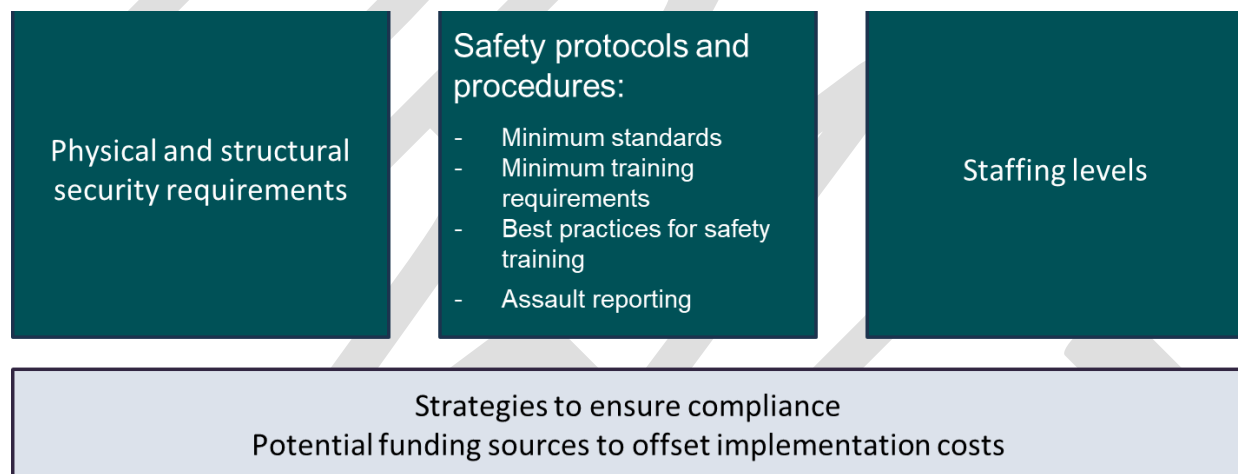 Physical and structural
security requirements
Safety protocols and
procedures:
- Minimum standards
- Minimum training
requirements
- Best practices for safety
training
- Assault reporting
Staffing levels
Strategies to ensure compliance
Potential funding sources to offset implementation costs